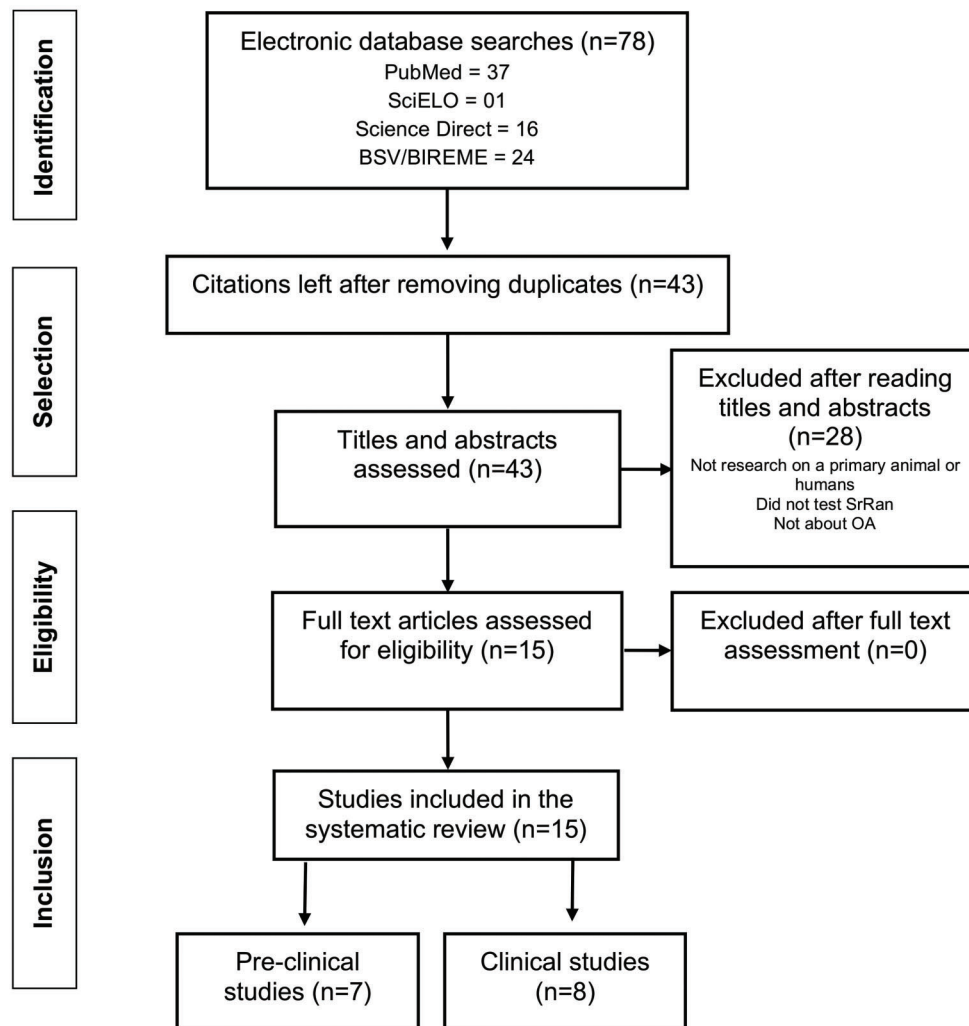 Identification
Electronic database searches (n=78)
PubMed = 37
SciELO = 01
Science Direct = 16
BSV/BIREME = 24
Selection
Citations left after removing duplicates (n=43)
Titles and abstracts
assessed (n=43)
Excluded after reading
titles and abstracts
(n=28)
Not research on a primary animal or
humans
Did not test SrRan
Not about OA
Eligibility
Full text articles assessed
for eligibility (n=15)
Excluded after full text
assessment (n=0)
Inclusion
Studies included in the
systematic review (n=15)
Pre-clinical
studies (n=7)
Clinical studies
(n=8)